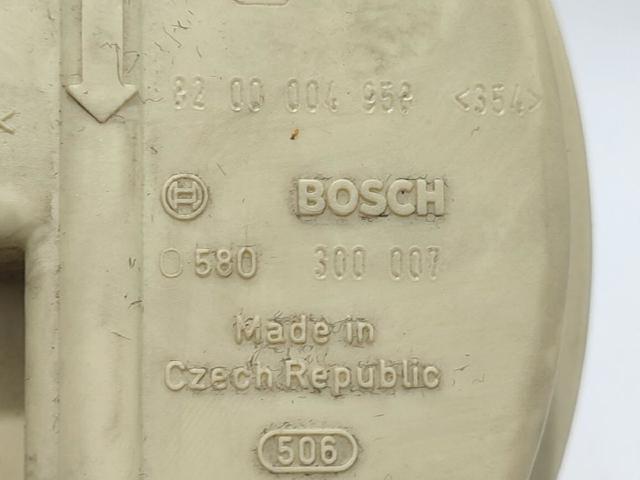 82 00 004 958 <354>
BOSCH
0 580 300 007
Made in
Czech Republic
506